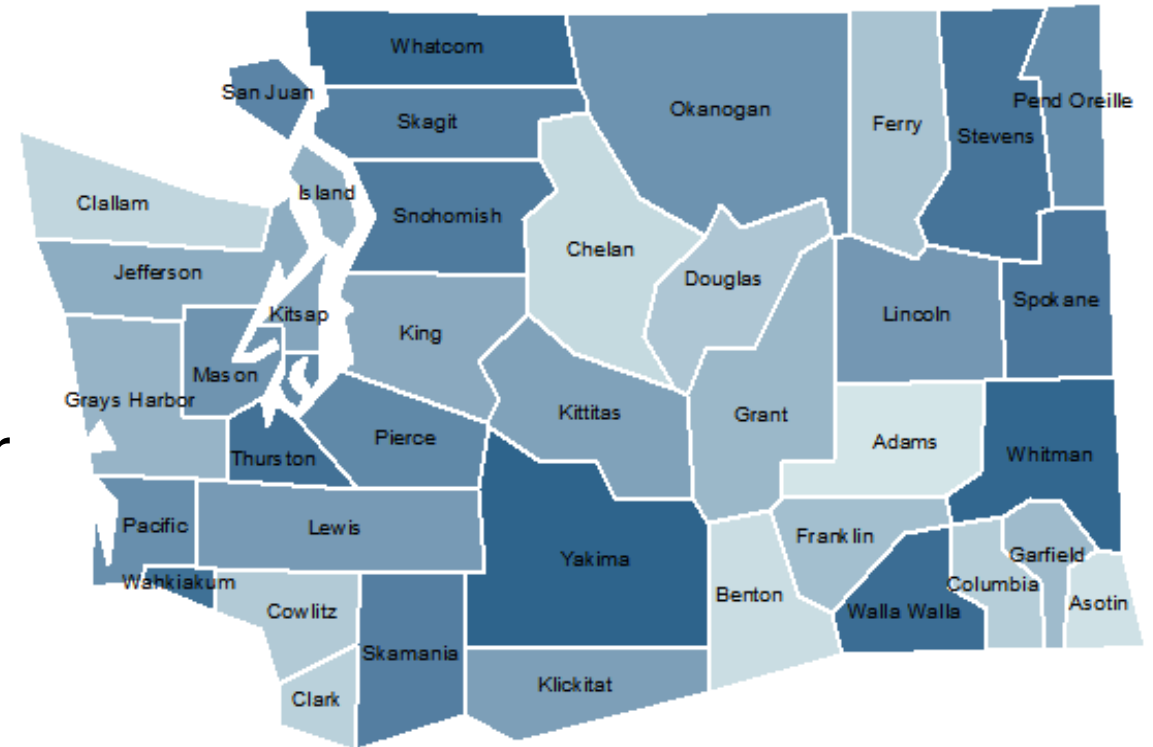 Whatcom
San Juan
Pend Oreille
Okanogan
Skagit
Ferry
Stevens
Island
Clallam
Snohomish
Chelan
Jefferson
Douglas
Spokane
Kitsap
Lincoln
King
Mason
Grays Harbor
Kittitas
Grant
Pierce
Adams
r
Thurston
Whitman
Pacific
Lewis
Franklin
Yakima
Garfield
Wahkiakum
Columbia
Benton
Asotin
Cowlitz
Walla Walla
Skamania
Klickitat
Clark